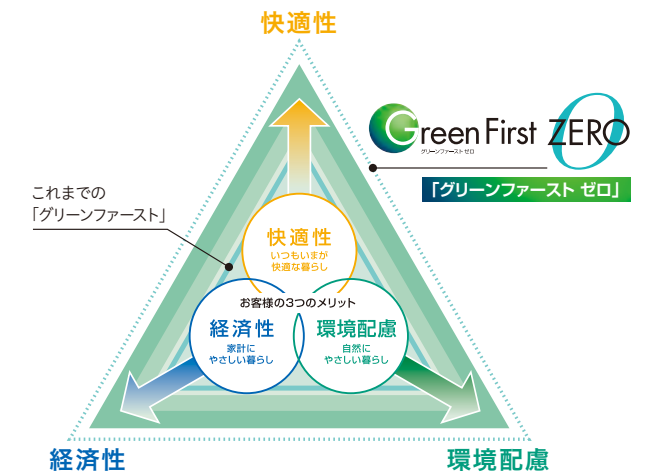 快適性
Green First ZERO
グリーンファースト ゼロ
「グリーンファースト ゼロ」
これまでの
「グリーンファースト」
快適性
いつもいまが
快適な暮らし
お客様の3つのメリット
経済性
家計に
やさしい暮らし
環境配慮
自然に
やさしい暮らし
経済性
環境配慮